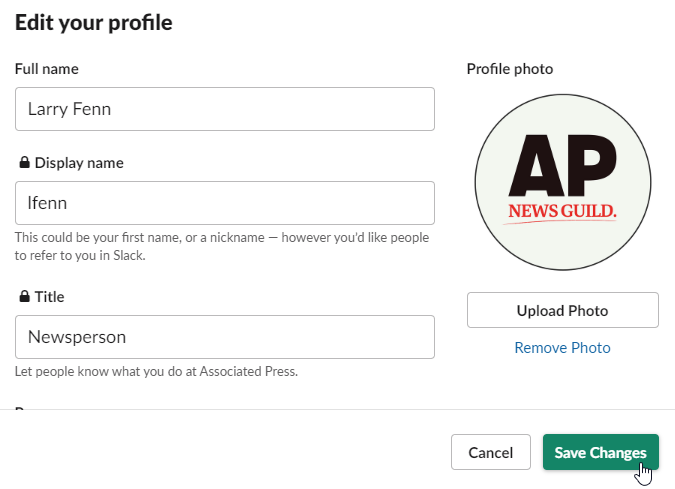 Edit your profile
Full name
Larry Fenn
Display name
lfenn
This could be your first name, or a nickname — however you'd like people
to refer to you in Slack.
Title
Newsperson
Let people know what you do at Associated Press.
Profile photo
AP
NEWS GUILD.
Upload Photo
Remove Photo
Cancel
Save Changes